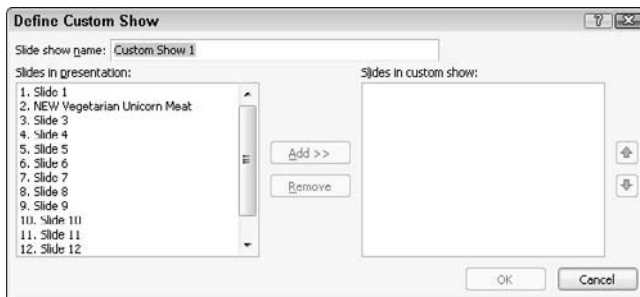 Define Custom Show
Slide show name: Custom Show 1
Slides in presentation:
1. Slide 1
2. NEW Vegetarian Unicorn Meat
3. Slide 3
4. Slide 4
5. Slide 5
6. Slide 6
7. Slide 7
8. Slide 8
9. Slide 9
10. Slide 10
11. Slide 11
12. Slide 12
Add >>
Remove
Slides in custom show:
OK
Cancel